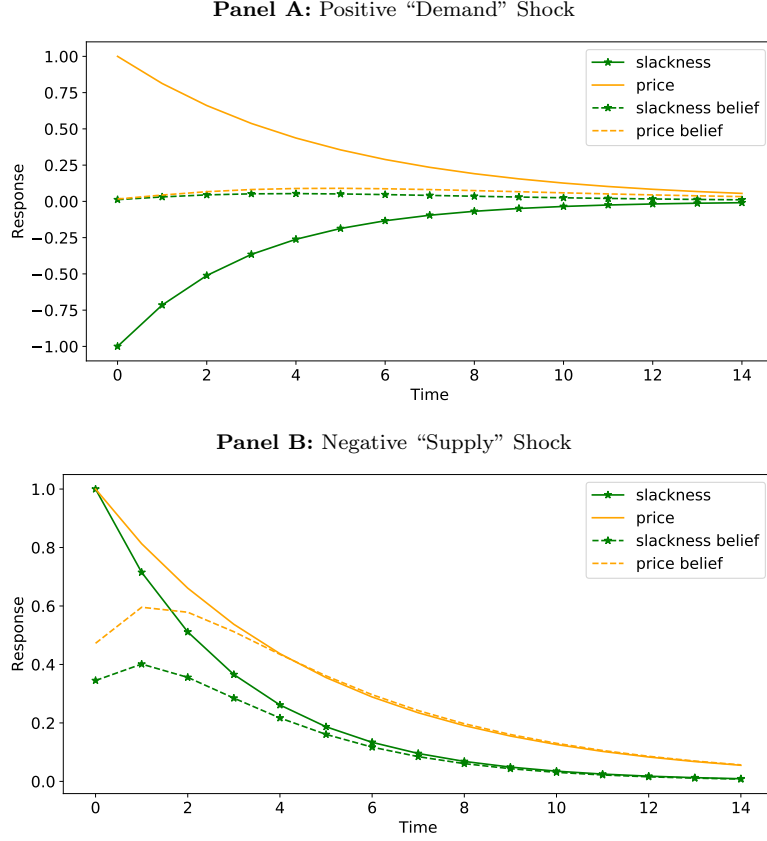 Panel A: Positive “Demand” Shock
1.00
0.75
0.50
0.25
0.00
−0.25
−0.50
−0.75
−1.00
Response
slackness
price
slackness belief
price belief
0 2 4 6 8 10 12 14
Time
Panel B: Negative “Supply” Shock
1.0
0.8
0.6
0.4
0.2
0.0
Response
slackness
price
slackness belief
price belief
0 2 4 6 8 10 12 14
Time